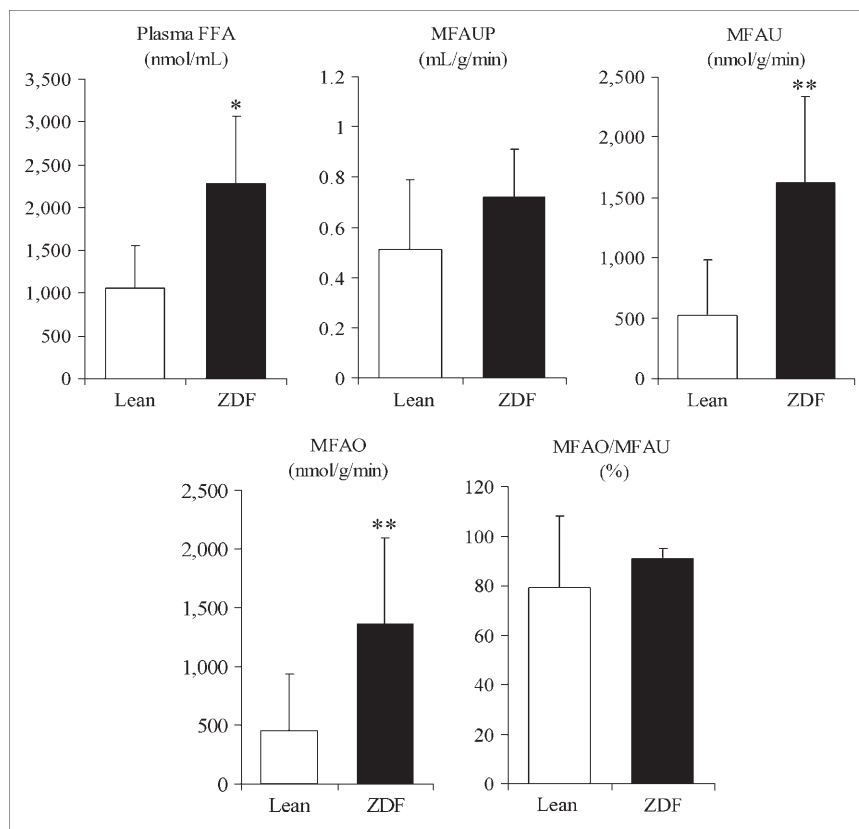 Plasma FFA
(nmol/mL)
3,500
3,000
2,500
2,000
1,500
1,000
500
0
*
Lean
ZDF
MFAUP
(mL/g/min)
1.2
1
0.8
0.6
0.4
0.2
0
Lean
ZDF
MFAU
(nmol/g/min)
2,500
2,000
1,500
1,000
500
0
**
Lean
ZDF
MFAO
(nmol/g/min)
2,500
2,000
1,500
1,000
500
0
**
Lean
ZDF
MFAO/MFAU
(%)
120
100
80
60
40
20
0
Lean
ZDF